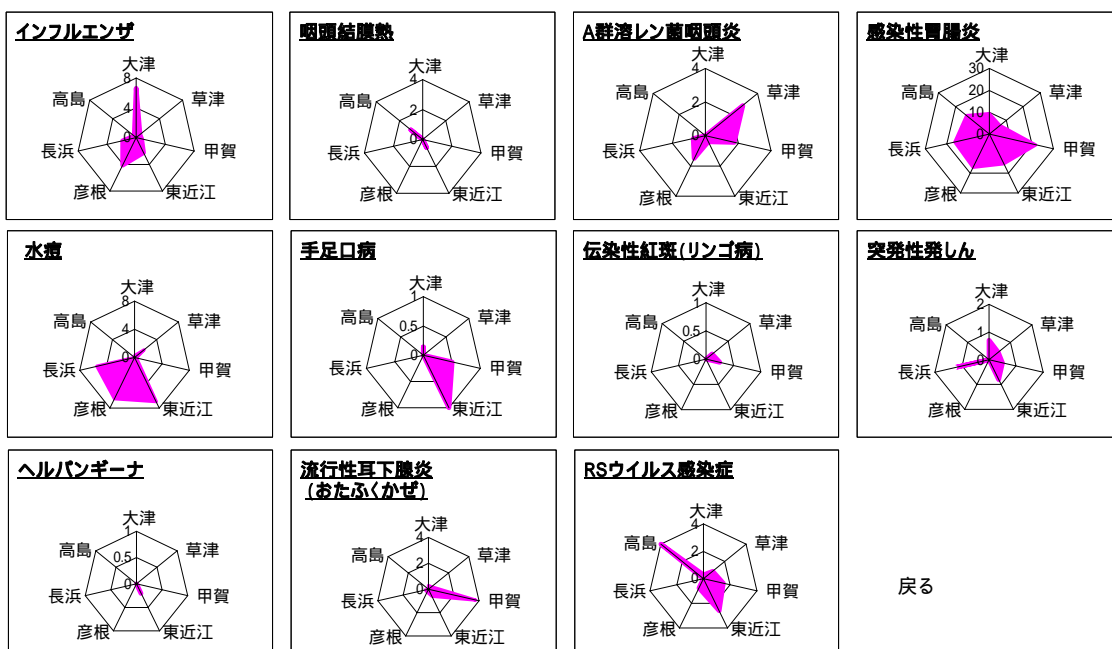 インフルエンザ
大津
8
高島
草津
4
0
長浜
甲賀
彦根
東近江
咽頭結膜熱
大津
4
高島
草津
2
0
長浜
甲賀
彦根
東近江
A群溶レン菌咽頭炎
大津
4
高島
草津
2
0
長浜
甲賀
彦根
東近江
感染性胃腸炎
大津
30
高島
草津
20
10
0
長浜
甲賀
彦根
東近江
水痘
大津
8
高島
草津
4
0
長浜
甲賀
彦根
東近江
手足口病
大津
1
高島
草津
0.5
0
長浜
甲賀
彦根
東近江
伝染性紅斑(リンゴ病)
大津
1
高島
草津
0.5
0
長浜
甲賀
彦根
東近江
突発性発しん
大津
2
高島
草津
1
0
長浜
甲賀
彦根
東近江
ヘルパンギーナ
大津
1
高島
草津
0.5
0
長浜
甲賀
彦根
東近江
流行性耳下腺炎
(おたふくかぜ)
大津
4
高島
草津
2
0
長浜
甲賀
彦根
東近江
RSウイルス感染症
大津
4
高島
草津
2
0
長浜
甲賀
彦根
東近江
戻る